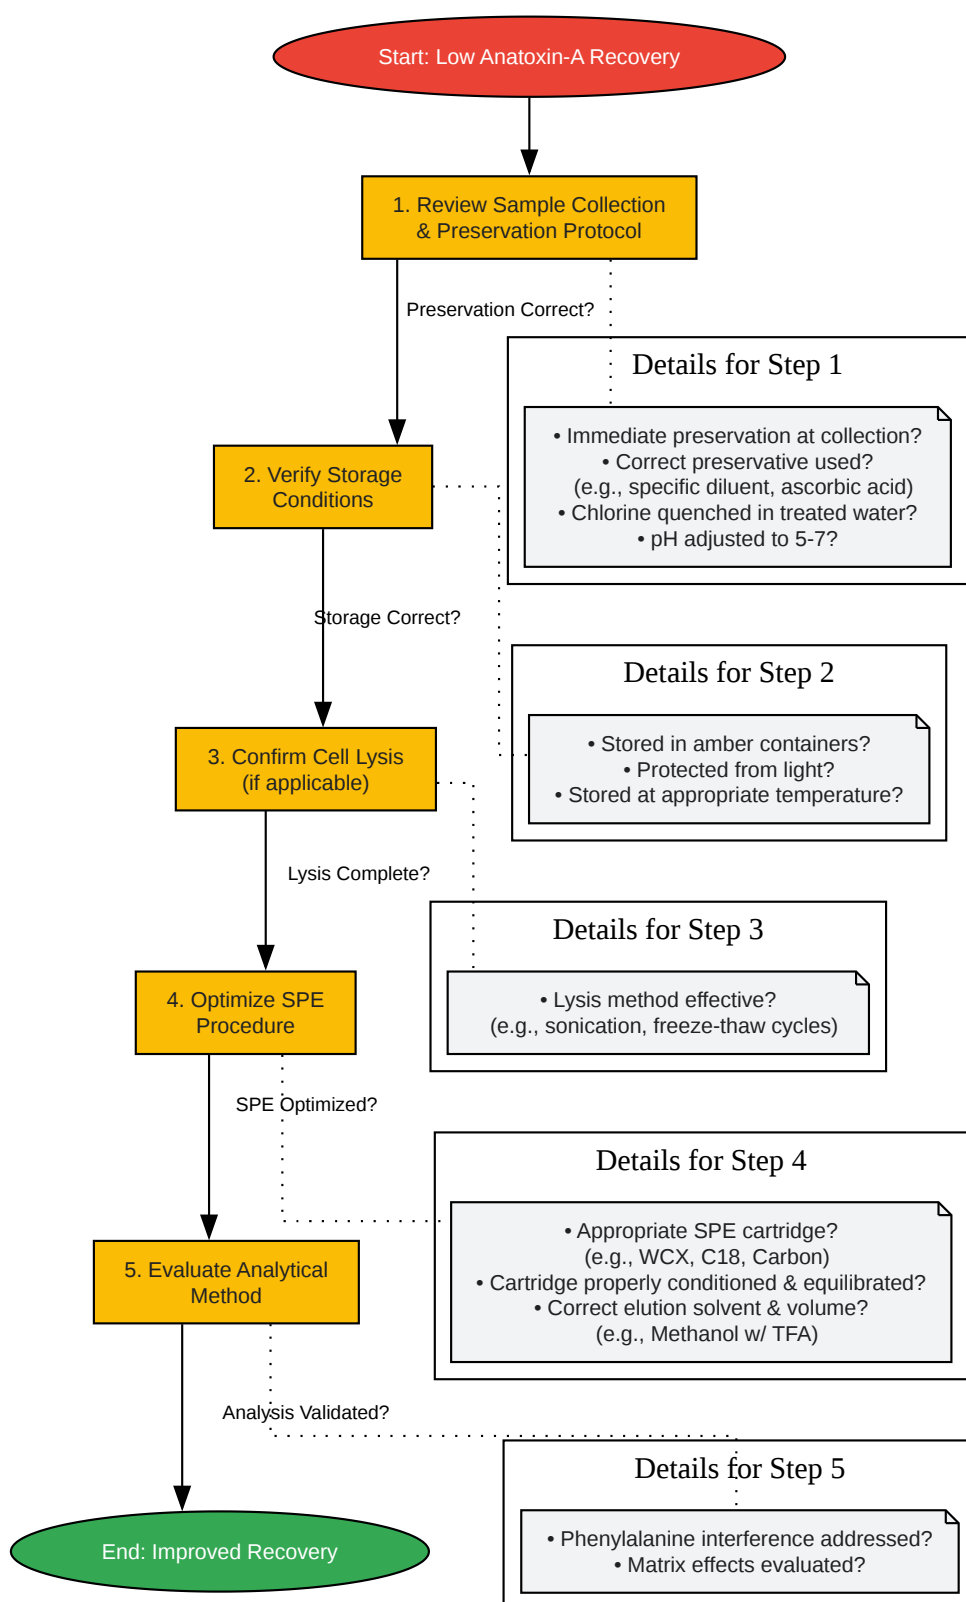 Start: Low Anatoxin-A Recovery
1. Review Sample Collection
& Preservation Protocol
Preservation Correct?
Details for Step 1
• Immediate preservation at collection?
• Correct preservative used?
(e.g., specific diluent, ascorbic acid)
• Chlorine quenched in treated water?
• pH adjusted to 5-7?
2. Verify Storage
Conditions
Storage Correct?
Details for Step 2
• Stored in amber containers?
• Protected from light?
• Stored at appropriate temperature?
3. Confirm Cell Lysis
(if applicable)
Lysis Complete?
Details for Step 3
• Lysis method effective?
(e.g., sonication, freeze-thaw cycles)
4. Optimize SPE
Procedure
SPE Optimized?
Details for Step 4
• Appropriate SPE cartridge?
(e.g., WCX, C18, Carbon)
• Cartridge properly conditioned & equilibrated?
• Correct elution solvent & volume?
(e.g., Methanol w/ TFA)
5. Evaluate Analytical
Method
Analysis Validated?
Details for Step 5
• Phenylalanine interference addressed?
• Matrix effects evaluated?
End: Improved Recovery